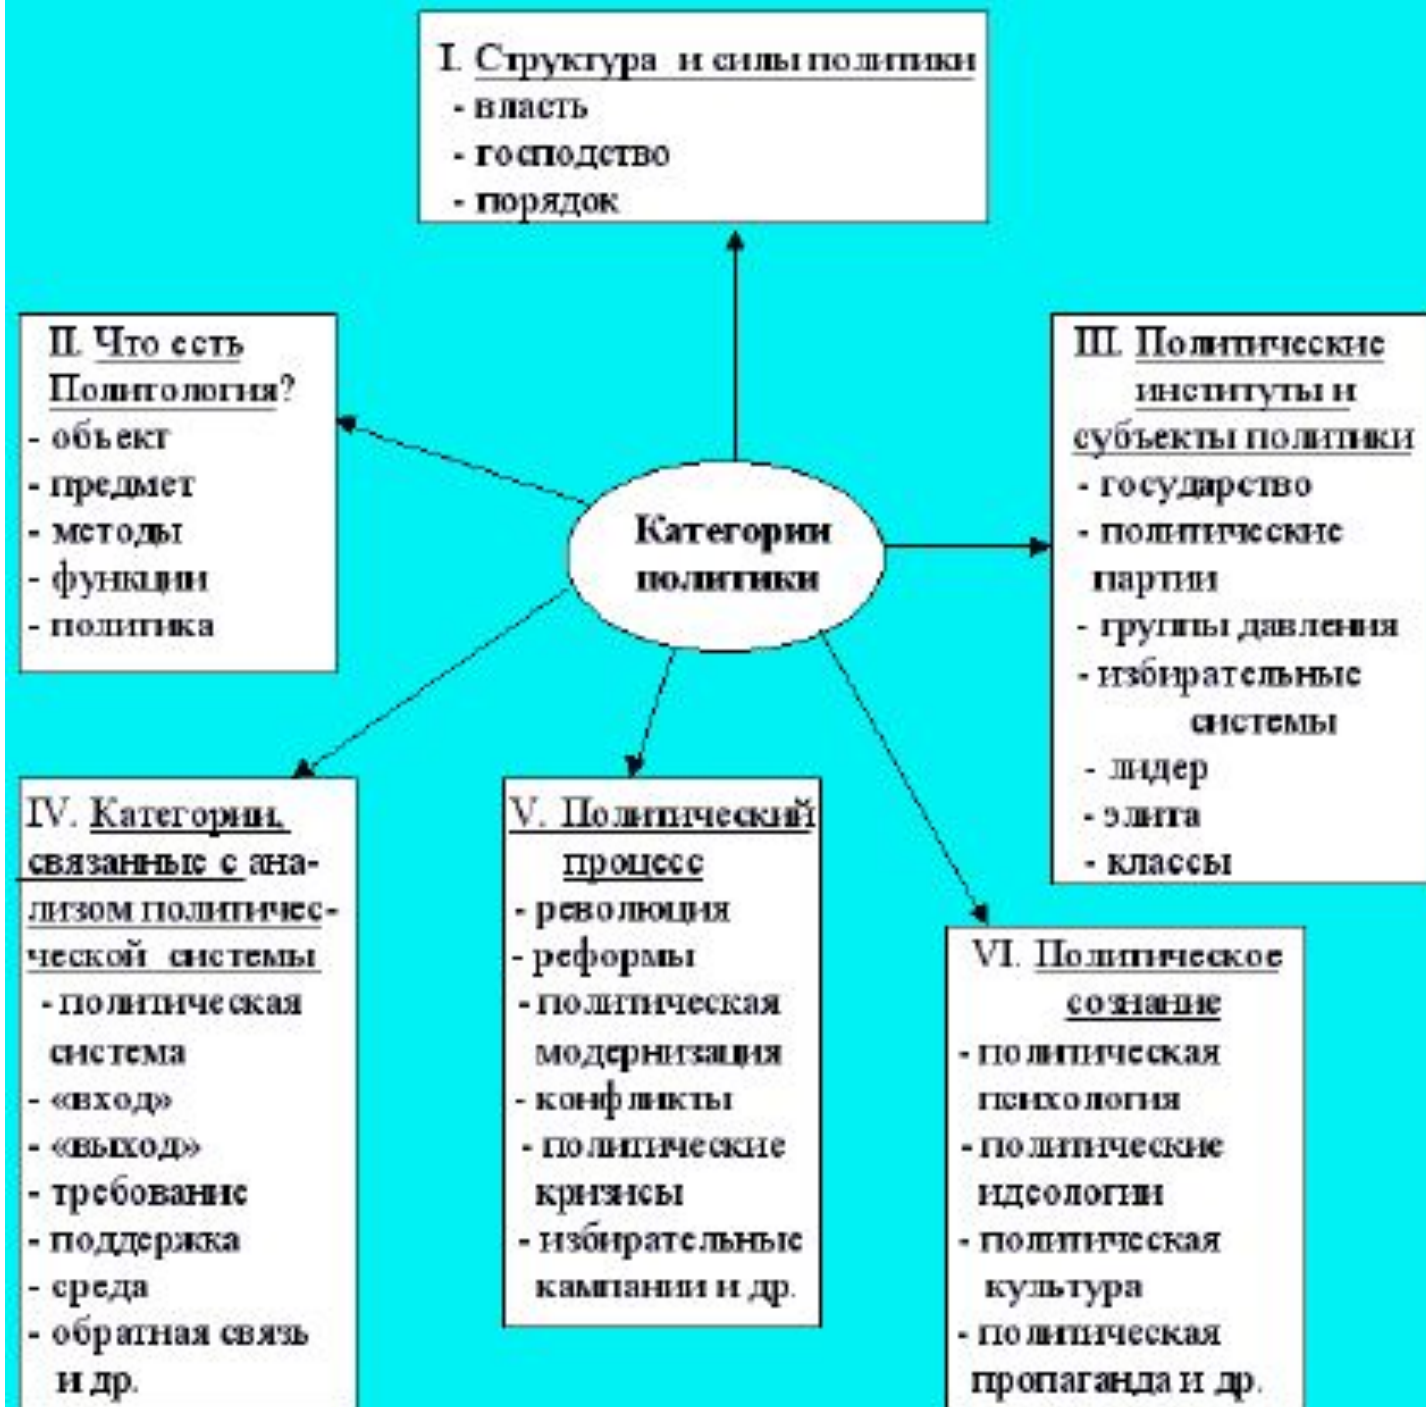 I. Структура и силы политики
- власть
- господство
- порядок
II. Что есть
Политология?
- объект
- предмет
- методы
- функции
- политика
III. Политические
институты и
субъекты политики
- государство
- политические
партии
- группы давления
- избирательные
системы
- лидер
- элита
- классы
Категории
политики
IV. Категории,
связанные с ана-
лизом политичес-
ческой системы
- политическая
система
- «вход»
- «выход»
- требование
- поддержка
- среда
- обратная связь
и др.
V. Политический
процесс
- революция
- реформы
- политическая
модернизация
- конфликты
- политические
кризисы
- избирательные
кампании и др.
VI. Политическое
сознание
- политическая
психология
- политические
идеологии
- политическая
культура
- политическая
пропаганда и др.